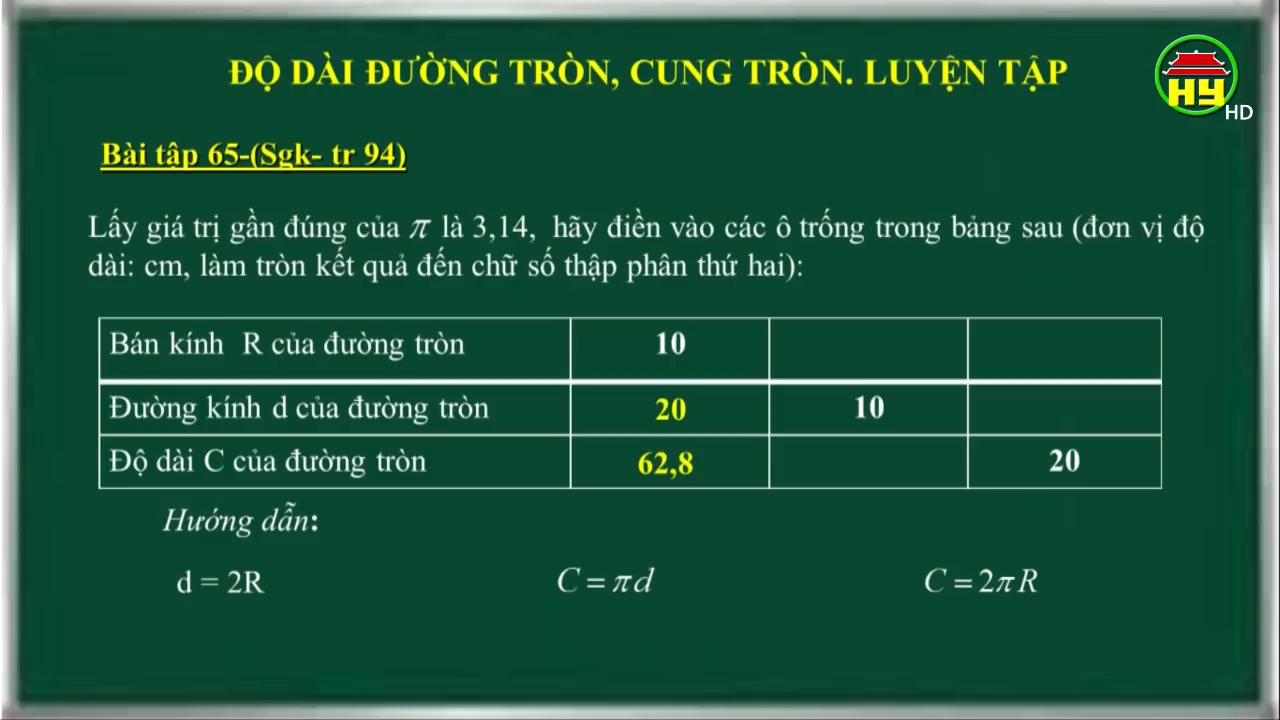 ĐỘ DÀI ĐƯỜNG TRÒN, CUNG TRÒN. LUYỆN TẬP
HY
HD
Bài tập 65-(Sgk- tr 94)
Lấy giá trị gần đúng của π là 3,14, hãy điền vào các ô trống trong bảng sau (đơn vị độ
dài: cm, làm tròn kết quả đến chữ số thập phân thứ hai):
Bán kính R của đường tròn 10
Đường kính d của đường tròn 20 10
Độ dài C của đường tròn 62,8 20
Hướng dẫn:
d = 2R C = πd C = 2πR